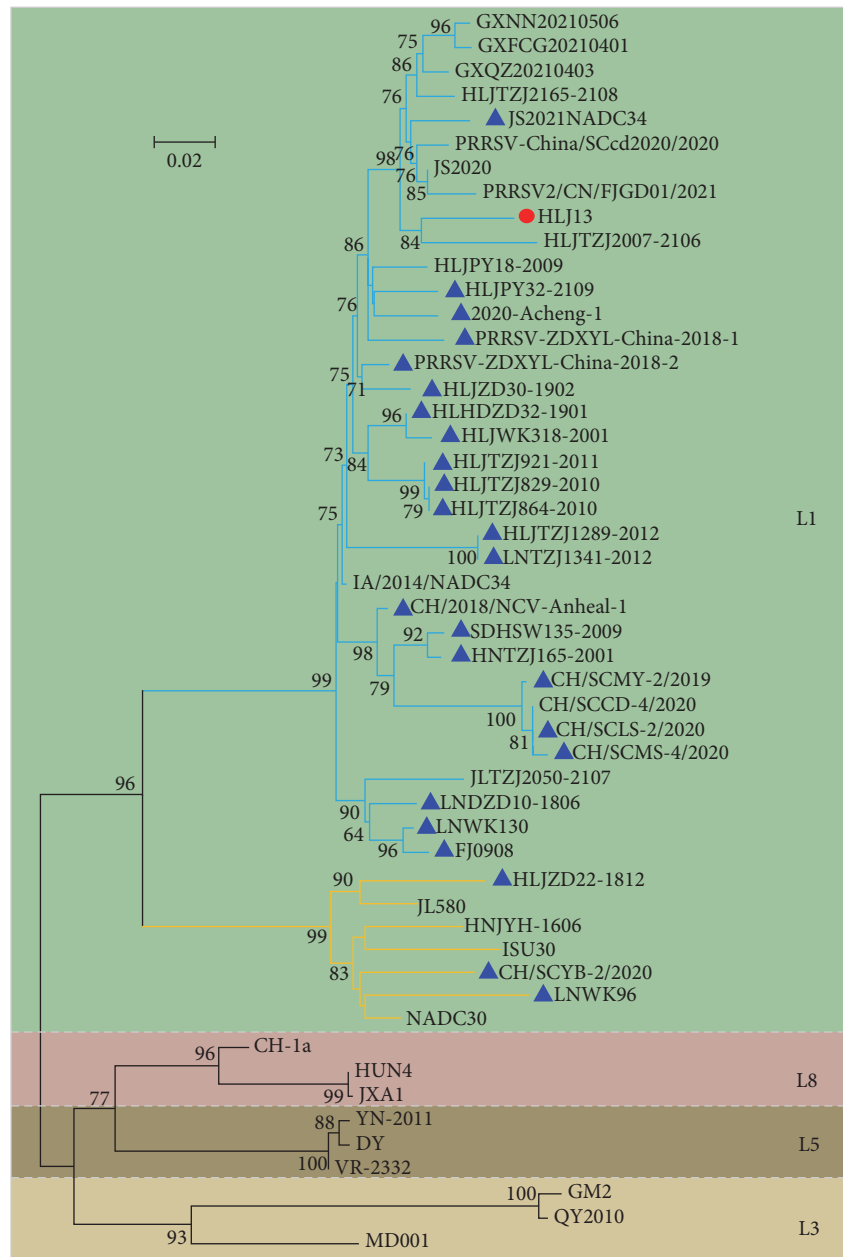 96
GXNN20210506
75
GXFCG20210401
86
GXQZ20210403
76
HLJTZJ2165-2108
JS2021NADC34
0.02
98
76
PRRSV-China/SCcd2020/2020
76
JS2020
85
PRRSV2/CN/FJGD01/2021
HLJ13
84
HLJTZJ2007-2106
86
HLJPY18-2009
HLJPY32-2109
76
2020-Acheng-1
PRRSV-ZDXYL-China-2018-1
75
PRRSV-ZDXYL-China-2018-2
71
HLJZD30-1902
96
HLHDZD32-1901
HLJWK318-2001
73
84
HLJTZJ921-2011
99
HLJTZJ829-2010
79
HLJTZJ864-2010
L1
75
HLJTZJ1289-2012
100
LNTZJ1341-2012
IA/2014/NADC34
CH/2018/NCV-Anheal-1
98
92
SDHSW135-2009
HNTZJ165-2001
99
79
CH/SCMY-2/2019
100
CH/SCCD-4/2020
81
CH/SCLS-2/2020
CH/SCMS-4/2020
96
JLTZJ2050-2107
90
LNDZD10-1806
64
LNWK130
96
FJ0908
90
HLJZD22-1812
JL580
99
HNJYH-1606
ISU30
83
CH/SCYB-2/2020
LNWK96
NADC30
96
CH-1a
HUN4
99
JXA1
L8
77
88
YN-2011
DY
100
VR-2332
L5
100
GM2
QY2010
93
MD001
L3